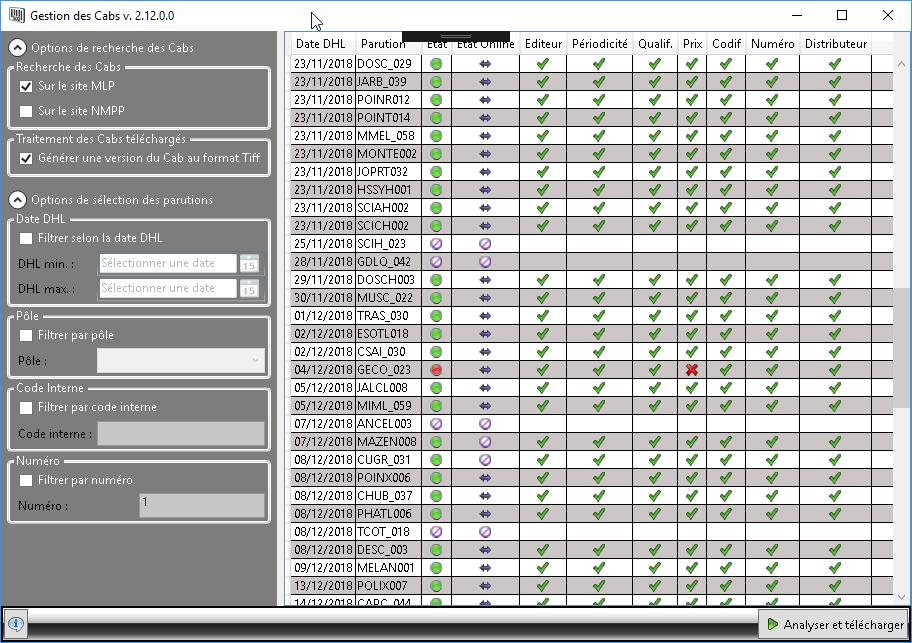 Gestion des Cabs v. 2.12.0.0
Options de recherche des Cabs
Recherche des Cabs
Sur le site MLP
Sur le site NMPP
Traitement des Cabs téléchargés
Générer une version du Cab au format Tiff
Options de sélection des parutions
Date DHL
Filtrer selon la date DHL
DHL min. : Sélectionner une date 15
DHL max. : Sélectionner une date 15
Pôle
Filtrer par pôle
Pôle :
Code Interne
Filtrer par code interne
Code interne :
Numéro
Filtrer par numéro
Numéro : 1
Date DHL Parution Etat Etat Online Editeur Périodicité Qualif. Prix Codif Numéro Distributeur
23/11/2018 DOSC_029
23/11/2018 JARB_039
23/11/2018 POINR012
23/11/2018 POINT014
23/11/2018 MMEL_058
23/11/2018 MONTE002
23/11/2018 JOPRT032
23/11/2018 HSSYH001
23/11/2018 SCIAH002
23/11/2018 SCICH002
25/11/2018 SCIH_023
28/11/2018 GDLQ_042
29/11/2018 DOSCH003
30/11/2018 MUSC_022
01/12/2018 TRAS_030
02/12/2018 ESOTL018
02/12/2018 CSAI_030
04/12/2018 GECO_023
05/12/2018 JALCL008
05/12/2018 MIML_059
07/12/2018 ANCEL003
07/12/2018 MAZEN008
08/12/2018 CUGR_031
08/12/2018 POINX006
08/12/2018 CHUB_037
08/12/2018 PHATL006
08/12/2018 TCOT_018
08/12/2018 DESC_003
09/12/2018 MELAN001
13/12/2018 POLIX007
14/12/2018 CARC_044
Analyser et télécharger